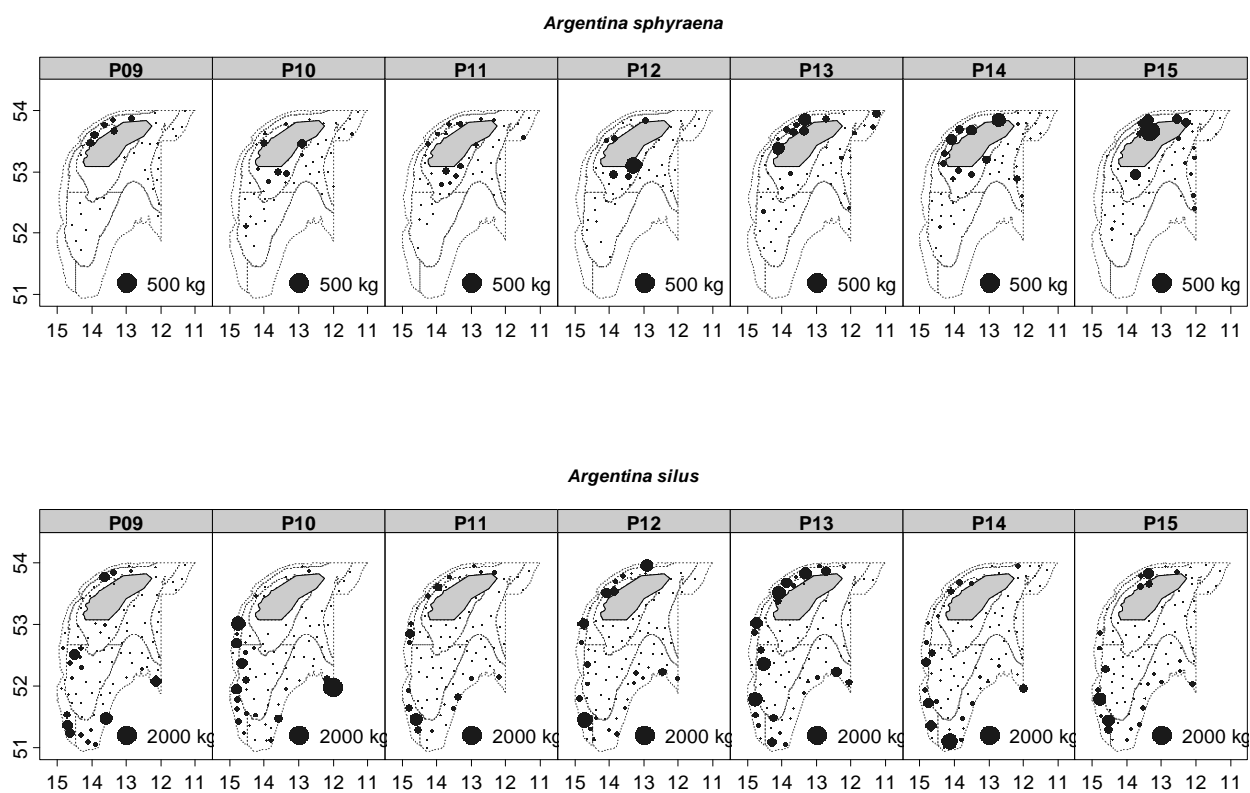 Argentina sphyraena
P09 P10 P11 P12 P13 P14 P15
54
53
52
51
500 kg 500 kg 500 kg 500 kg 500 kg 500 kg 500 kg
15 14 13 12 11 15 14 13 12 11 15 14 13 12 11 15 14 13 12 11 15 14 13 12 11 15 14 13 12 11 15 14 13 12 11
Argentina silus
P09 P10 P11 P12 P13 P14 P15
54
53
52
51
2000 kg 2000 kg 2000 kg 2000 kg 2000 kg 2000 kg 2000 kg
15 14 13 12 11 15 14 13 12 11 15 14 13 12 11 15 14 13 12 11 15 14 13 12 11 15 14 13 12 11 15 14 13 12 11